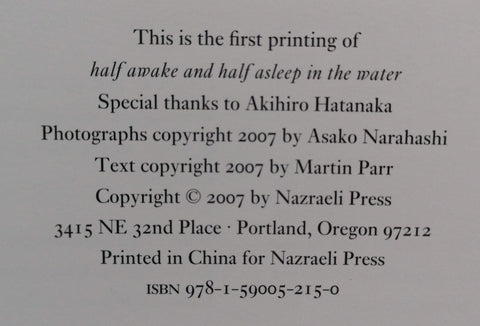 This is the first printing of
half awake and half asleep in the water
Special thanks to Akihiro Hatanaka
Photographs copyright 2007 by Asako Narahashi
Text copyright 2007 by Martin Parr
Copyright © 2007 by Nazraeli Press
3415 NE 32nd Place · Portland, Oregon 97212
Printed in China for Nazraeli Press
ISBN 978-1-59005-215-0